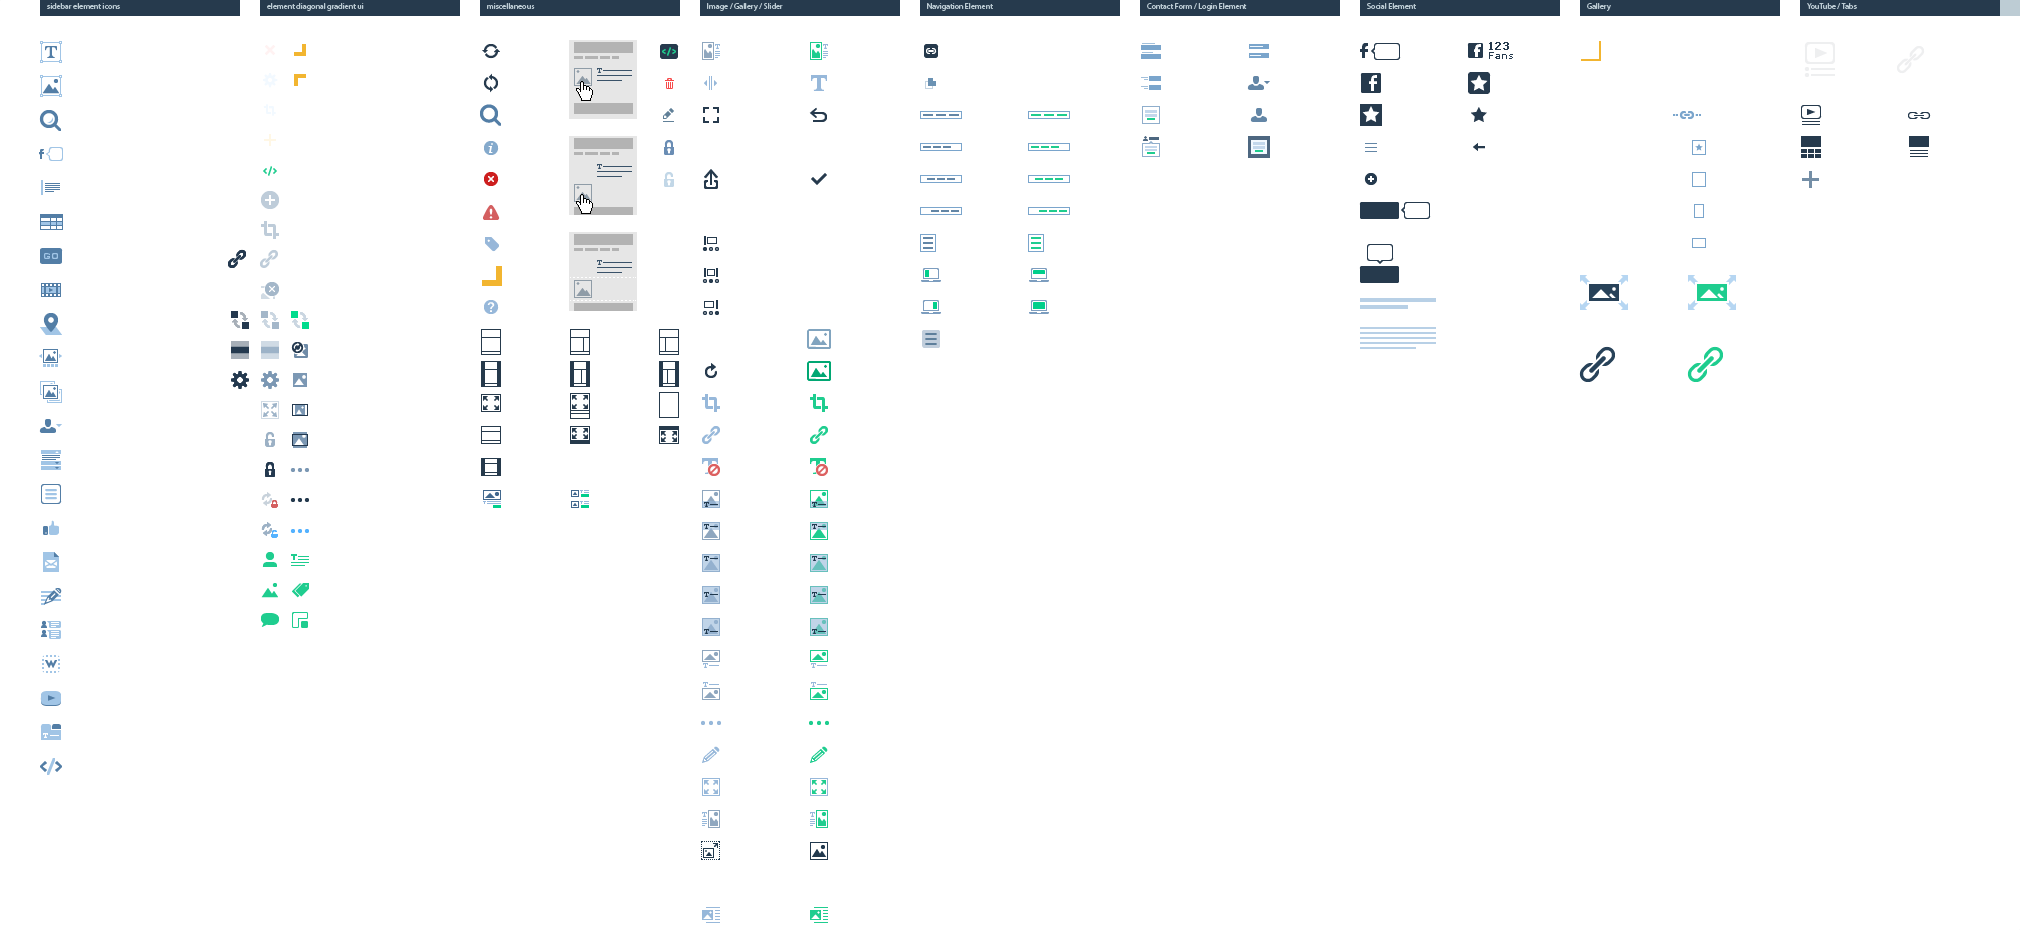 sidebar element icons
element diagonal gradient ui
miscellaneous
Image / Gallery / Slider
Navigation Element
Contact Form / Login Element
Social Element
Gallery
YouTube / Tabs
T
GO
W
123
Fans